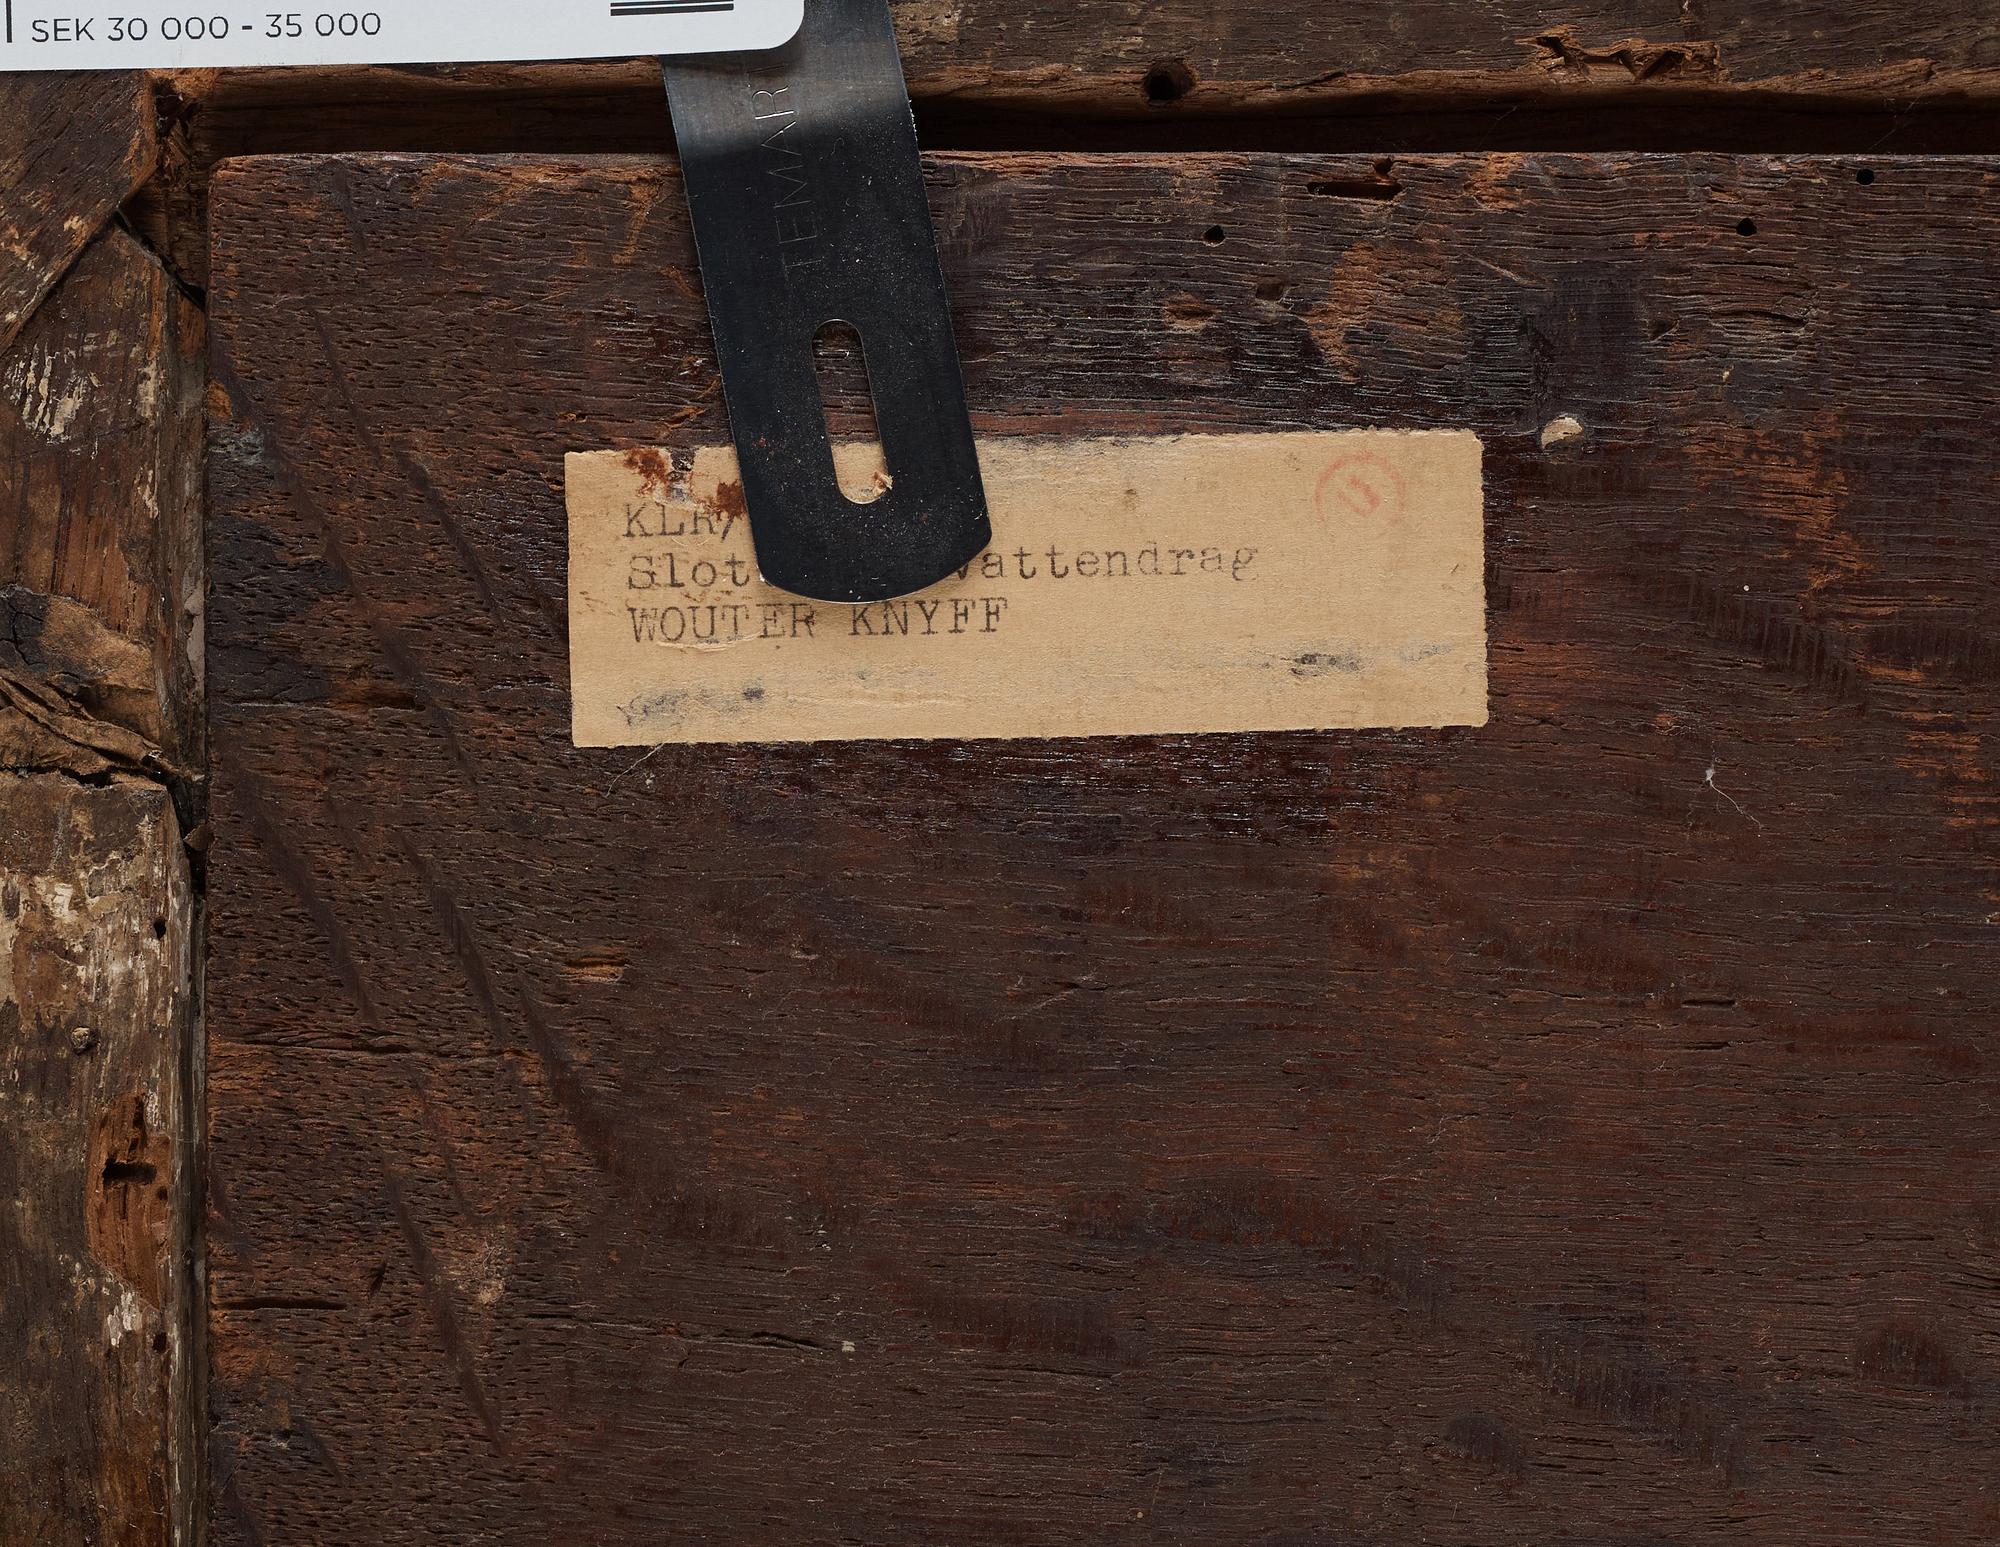 SEK 30 000 - 35 000
TEMART
KLR/
Slot vattendrag
WOUTER KNYFF
U